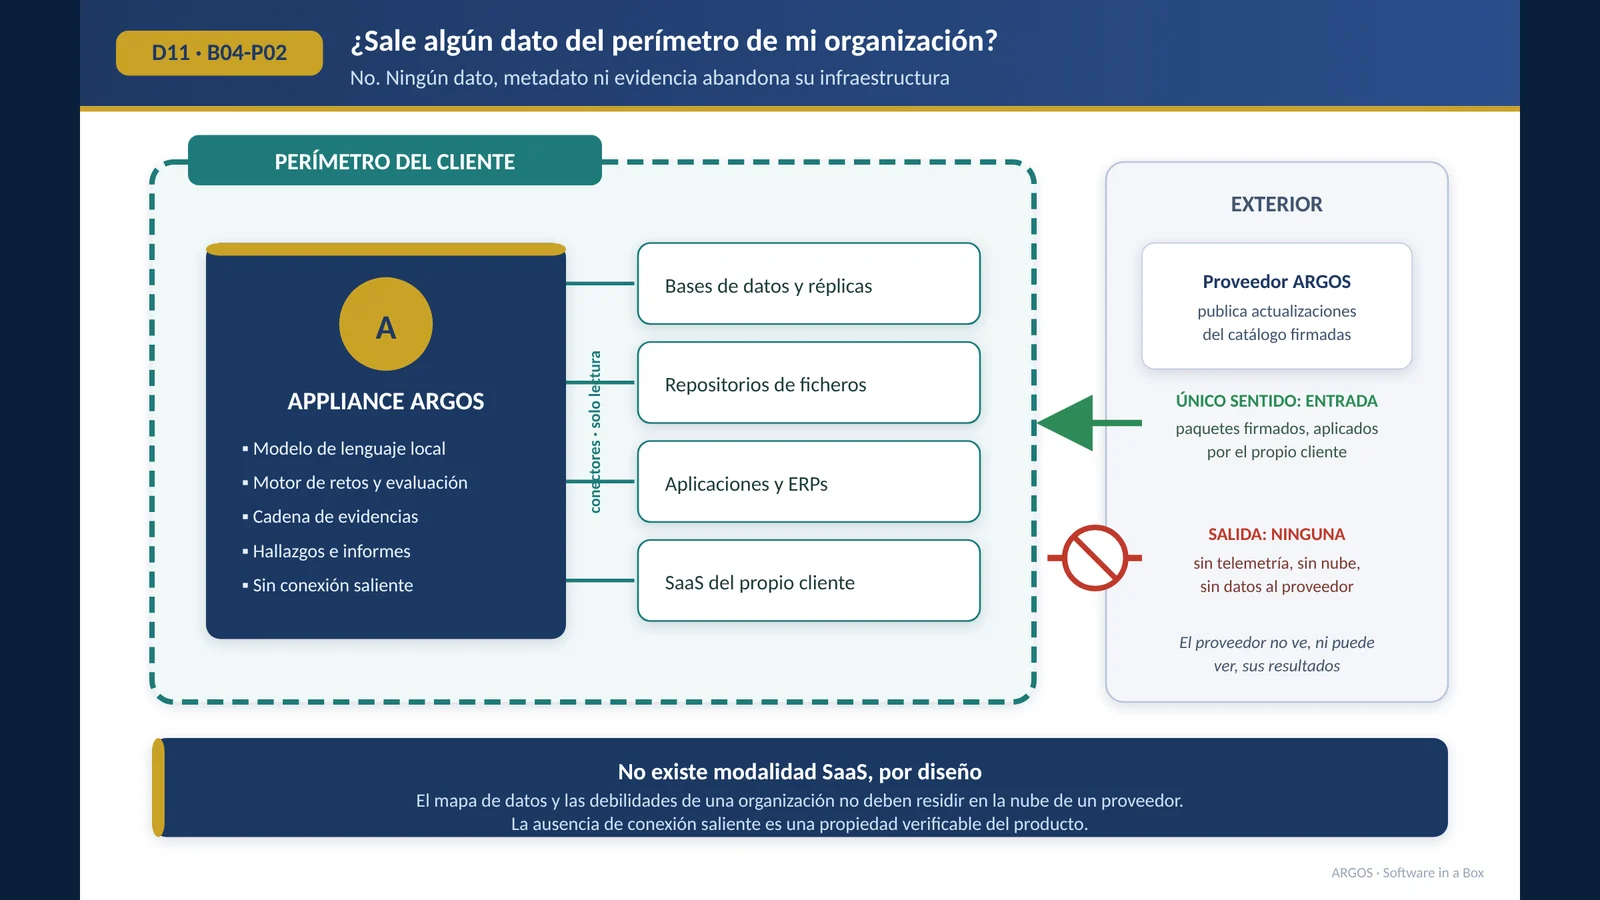 D11 · B04-P02
¿Sale algún dato del perímetro de mi organización?
No. Ningún dato, metadato ni evidencia abandona su infraestructura
PERÍMETRO DEL CLIENTE
A
APPLIANCE ARGOS
▪ Modelo de lenguaje local
▪ Motor de retos y evaluación
▪ Cadena de evidencias
▪ Hallazgos e informes
▪ Sin conexión saliente
conectores · solo lectura
Bases de datos y réplicas
Repositorios de ficheros
Aplicaciones y ERPs
SaaS del propio cliente
EXTERIOR
Proveedor ARGOS
publica actualizaciones
del catálogo firmadas
ÚNICO SENTIDO: ENTRADA
paquetes firmados, aplicados
por el propio cliente
SALIDA: NINGUNA
sin telemetría, sin nube,
sin datos al proveedor
El proveedor no ve, ni puede
ver, sus resultados
No existe modalidad SaaS, por diseño
El mapa de datos y las debilidades de una organización no deben residir en la nube de un proveedor.
La ausencia de conexión saliente es una propiedad verificable del producto.
ARGOS · Software in a Box